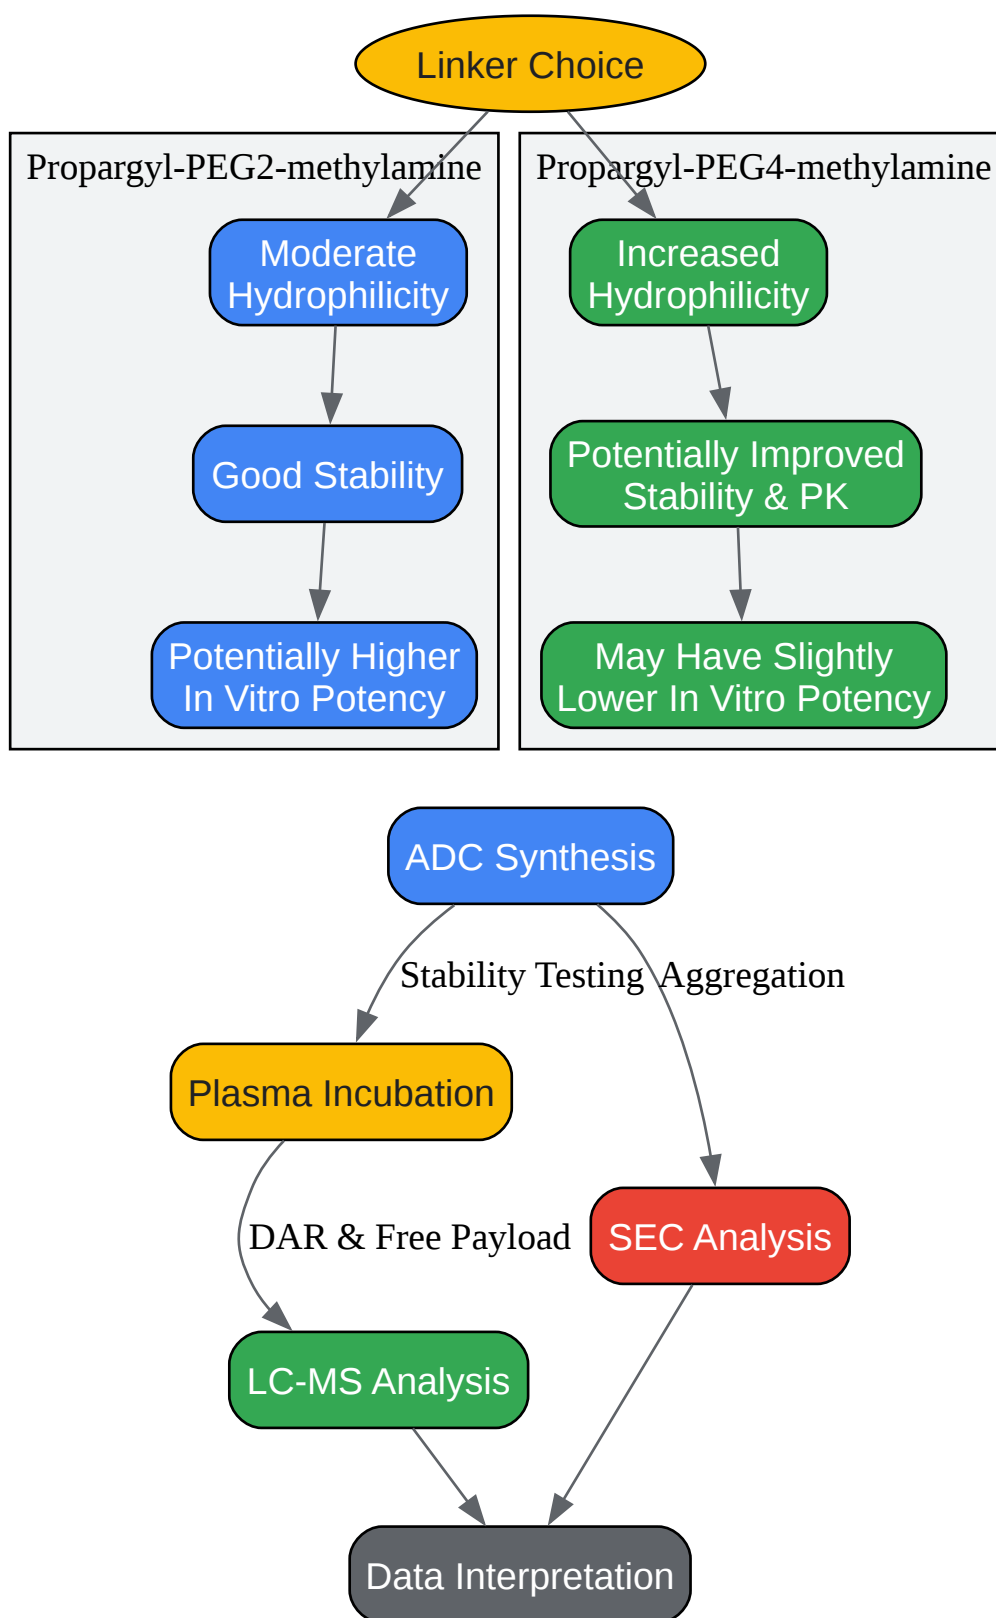 Linker Choice
Propargyl-PEG2-methylamine
Moderate
Hydrophilicity
Good Stability
Potentially Higher
In Vitro Potency
Propargyl-PEG4-methylamine
Increased
Hydrophilicity
Potentially Improved
Stability & PK
May Have Slightly
Lower In Vitro Potency
ADC Synthesis
Stability Testing
Aggregation
Plasma Incubation
DAR & Free Payload
SEC Analysis
LC-MS Analysis
Data Interpretation